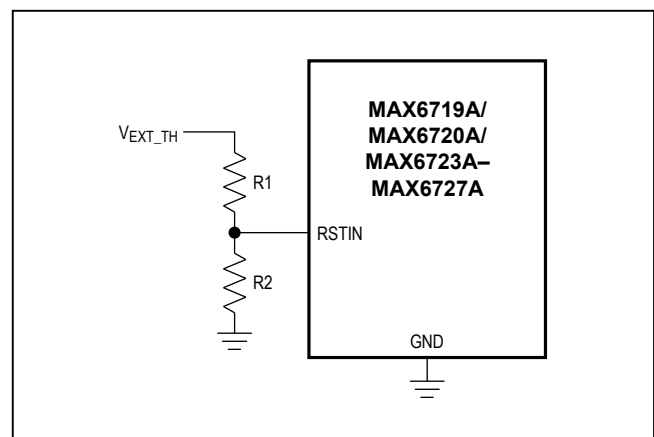 MAX6719A/
MAX6720A/
MAX6723A–
MAX6727A
VEXT_TH
R1
RSTIN
R2
GND